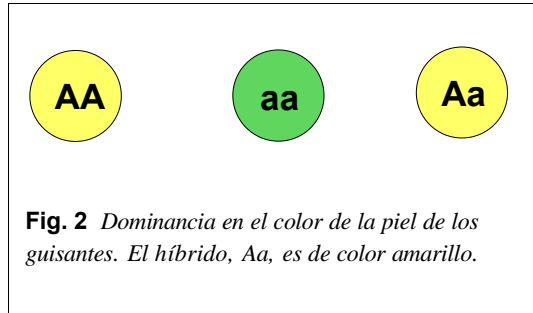 AA aa Aa
Fig. 2 Dominancia en el color de la piel de los
guisantes. El híbrido, Aa, es de color amarillo.